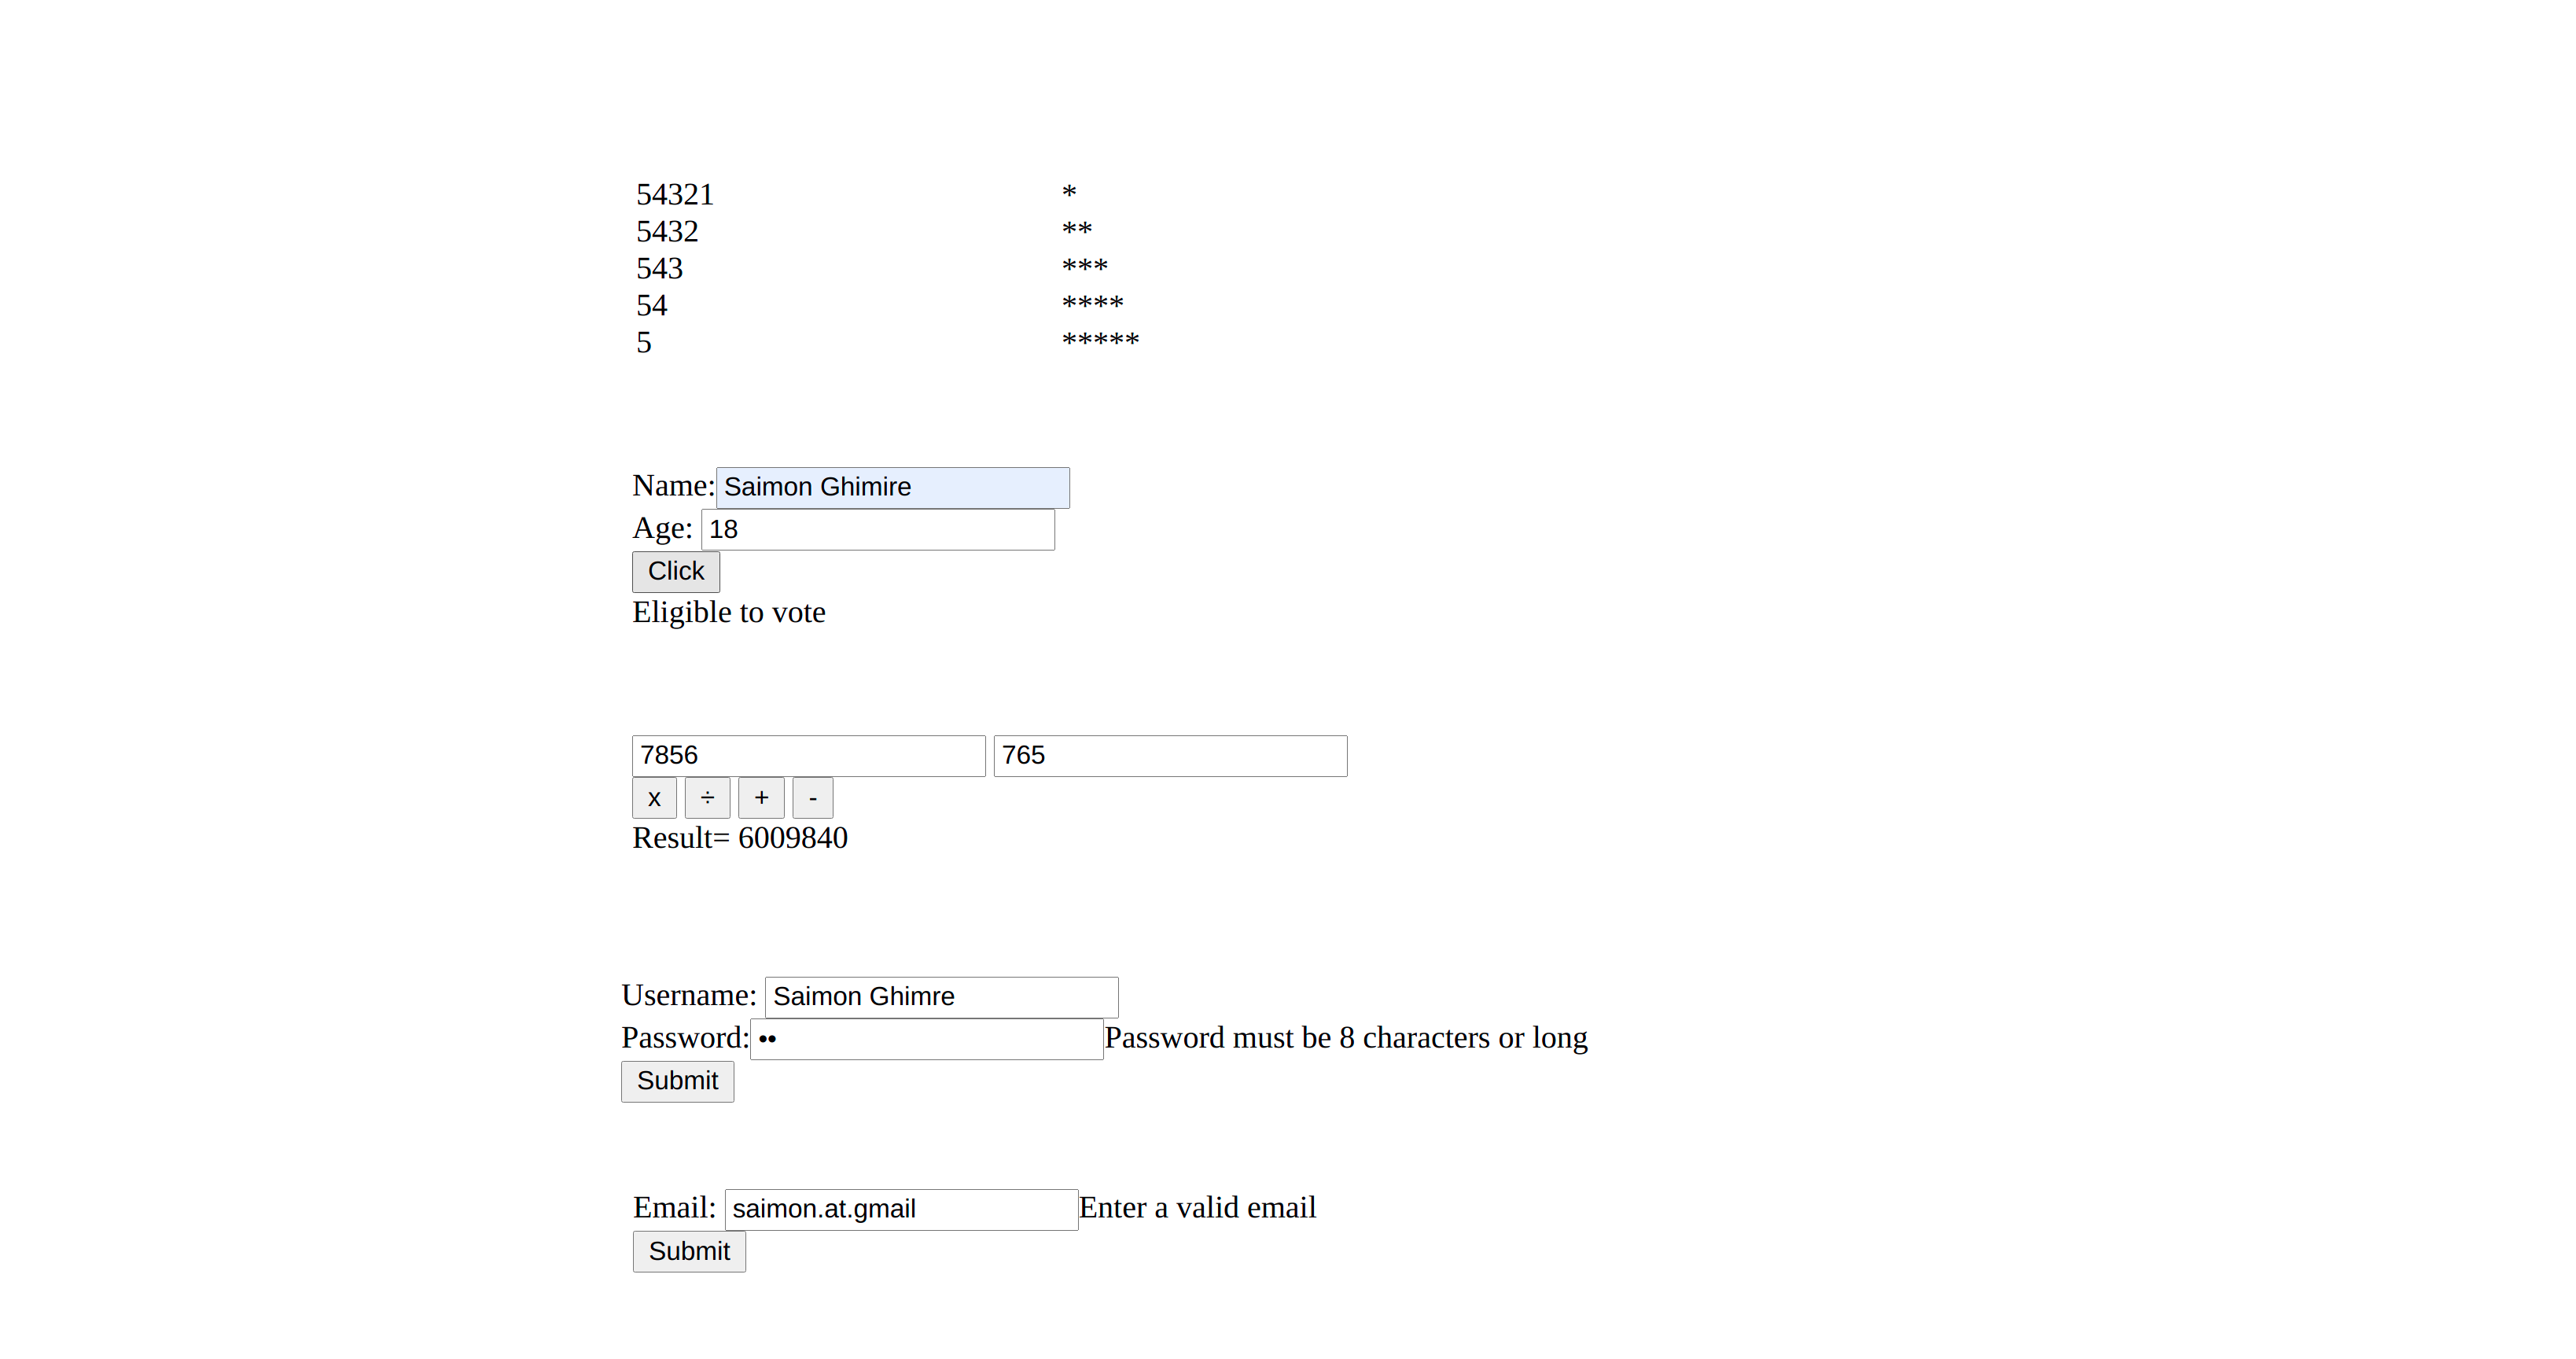 54321 *
5432 **
543 ***
54 ****
5 *****
Name: Saimon Ghimire
Age: 18
Click
Eligible to vote
7856 765
x ÷ + -
Result= 6009840
Username: Saimon Ghimre
Password: •• Password must be 8 characters or long
Submit
Email: saimon.at.gmail Enter a valid email
Submit